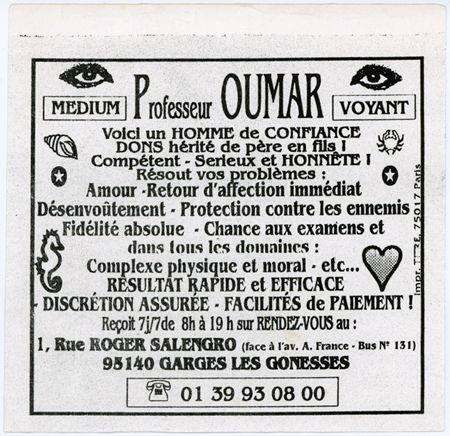 MEDIUM Professeur OUMAR VOYANT
Voici un HOMME de CONFIANCE
DONS hérité de père en fils !
Compétent - Serieux et HONNÊTE !
Résout vos problèmes :
Amour - Retour d'affection immédiat
Désenvoûtement - Protection contre les ennemis
Fidélité absolue - Chance aux examens et
dans tous les domaines :
Complexe physique et moral - etc...
RÉSULTAT RAPIDE et EFFICACE
- DISCRÉTION ASSURÉE - FACILITÉS de PAIEMENT !
Reçoit 7j/7 de 8h à 19 h sur RENDEZ-VOUS au :
1, Rue ROGER SALENGRO (face à l'av. A. France - Bus N° 131)
95140 GARGES LES GONESSES
☎ 01 39 93 08 00
Impr. 75017 Paris